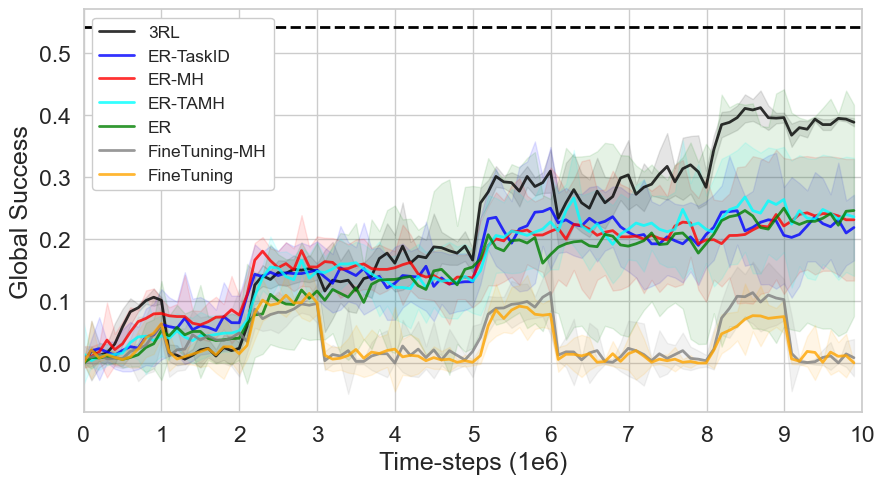 3RL
ER-TaskID
ER-MH
ER-TAMH
ER
FineTuning-MH
FineTuning
Global Success
0.5
0.4
0.3
0.2
0.1
0.0
0 1 2 3 4 5 6 7 8 9 10
Time-steps (1e6)